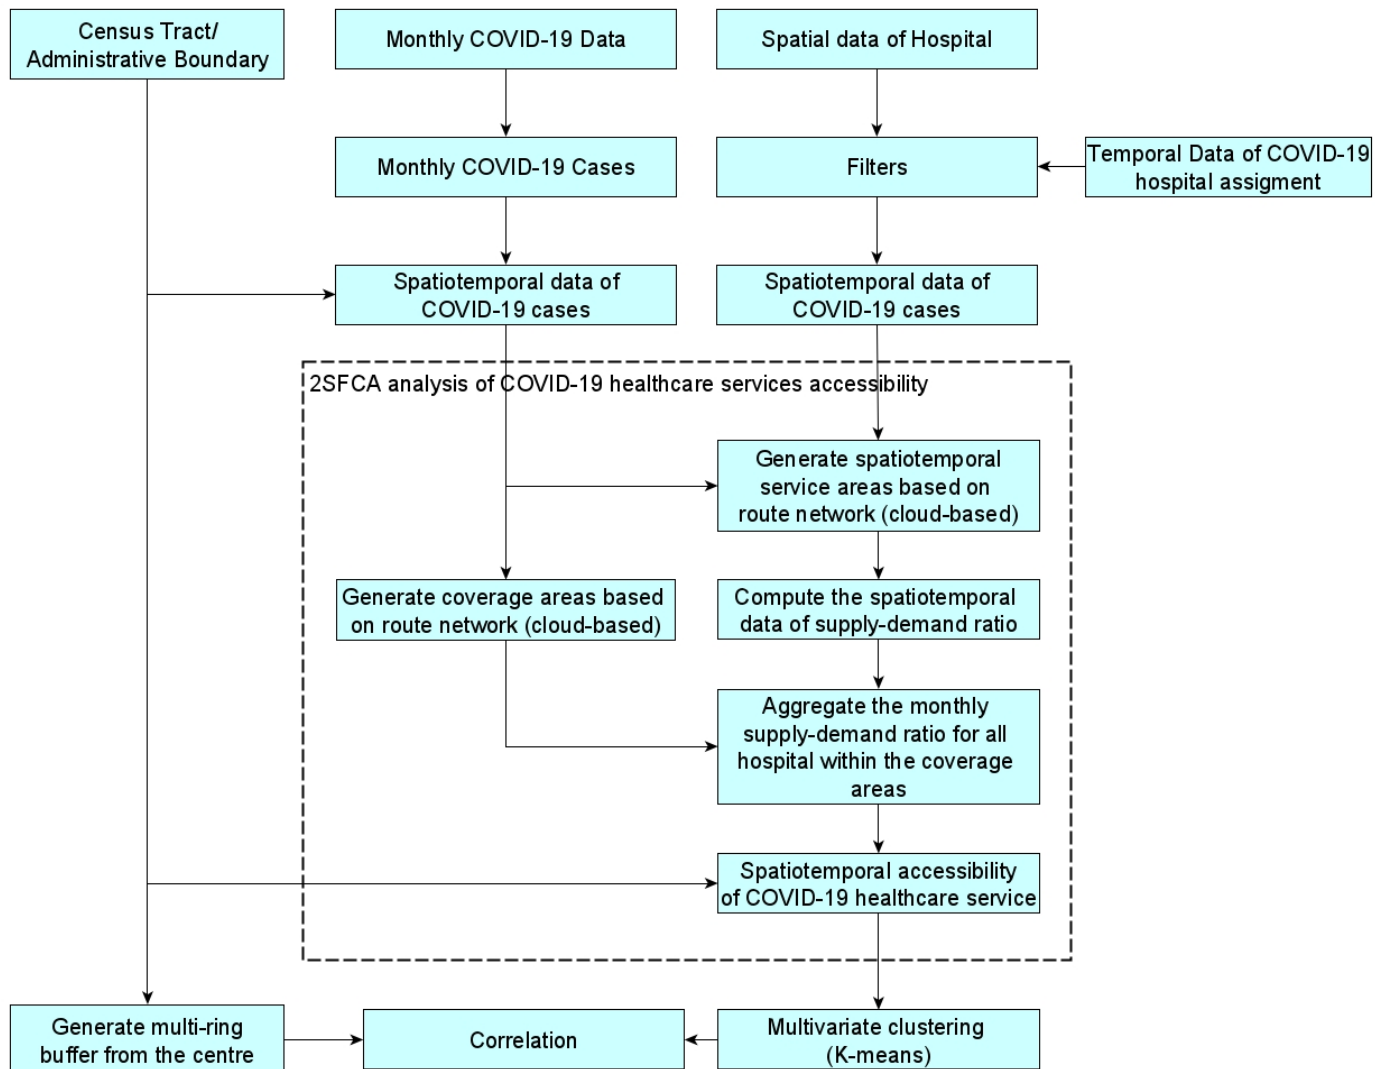 Census Tract/
Administrative Boundary
Monthly COVID-19 Data
Spatial data of Hospital
Monthly COVID-19 Cases
Filters
Temporal Data of COVID-19
hospital assigment
Spatiotemporal data of
COVID-19 cases
Spatiotemporal data of
COVID-19 cases
2SFCA analysis of COVID-19 healthcare services accessibility
Generate spatiotemporal
service areas based on
route network (cloud-based)
Generate coverage areas based
on route network (cloud-based)
Compute the spatiotemporal
data of supply-demand ratio
Aggregate the monthly
supply-demand ratio for all
hospital within the coverage
areas
Spatiotemporal accessibility
of COVID-19 healthcare service
Generate multi-ring
buffer from the centre
Correlation
Multivariate clustering
(K-means)